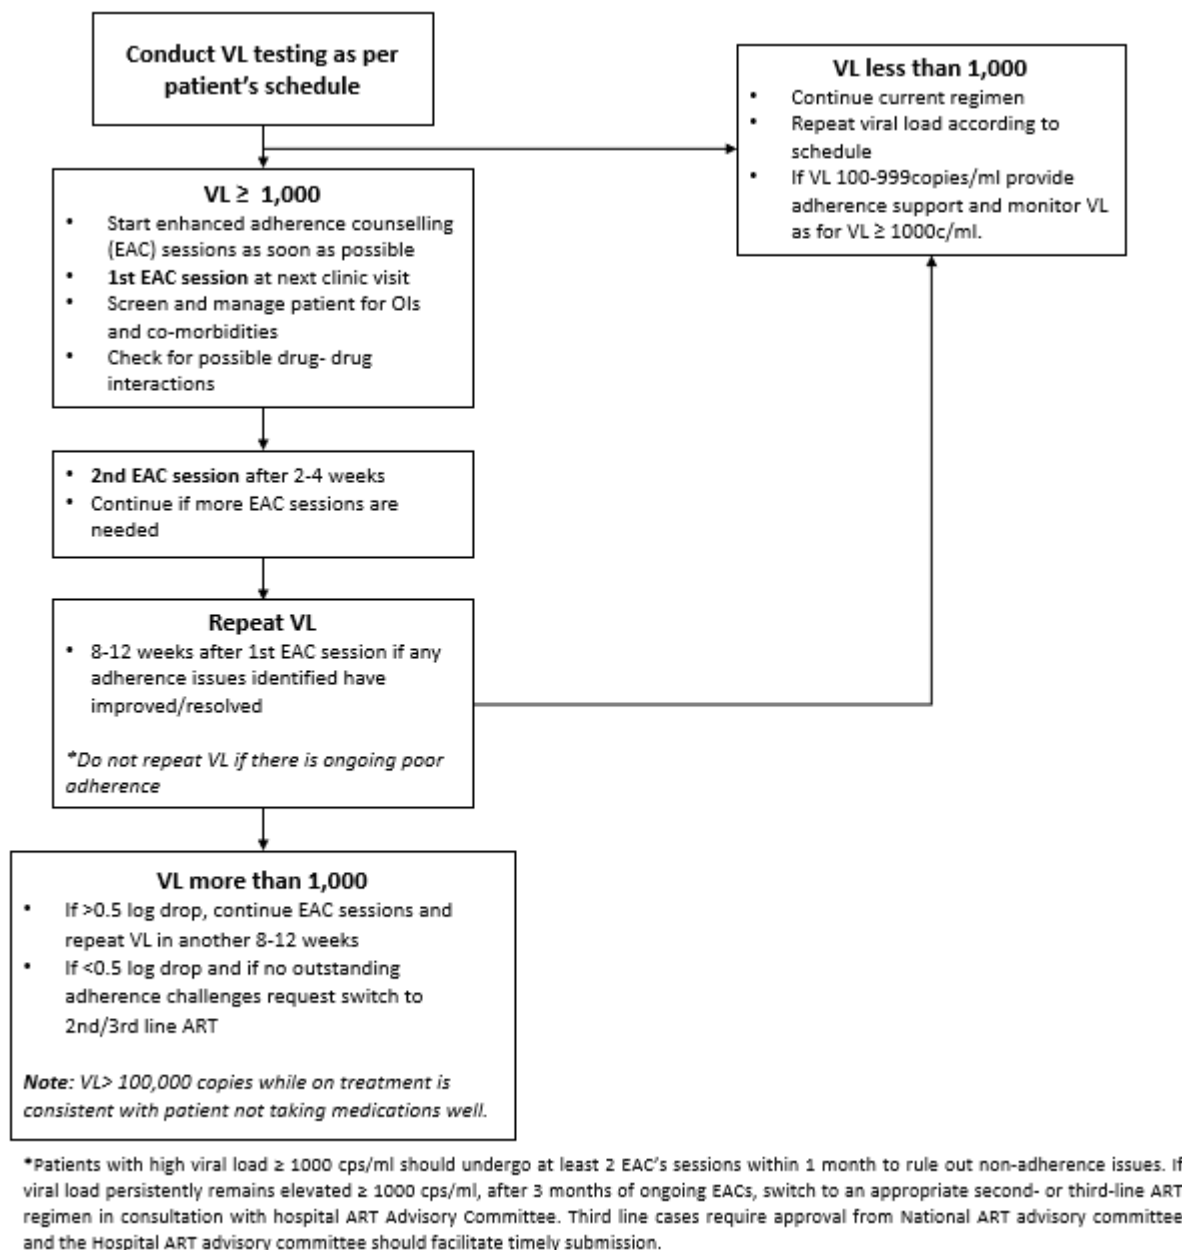 Conduct VL testing as per
patient's schedule
VL less than 1,000
• Continue current regimen
• Repeat viral load according to
schedule
• If VL 100-999copies/ml provide
adherence support and monitor VL
as for VL ≥ 1000c/ml.
VL ≥ 1,000
• Start enhanced adherence counselling
(EAC) sessions as soon as possible
• 1st EAC session at next clinic visit
• Screen and manage patient for OIs
and co-morbidities
• Check for possible drug- drug
interactions
• 2nd EAC session after 2-4 weeks
• Continue if more EAC sessions are
needed
Repeat VL
• 8-12 weeks after 1st EAC session if any
adherence issues identified have
improved/resolved
*Do not repeat VL if there is ongoing poor
adherence
VL more than 1,000
• If >0.5 log drop, continue EAC sessions and
repeat VL in another 8-12 weeks
• If <0.5 log drop and if no outstanding
adherence challenges request switch to
2nd/3rd line ART
Note: VL> 100,000 copies while on treatment is
consistent with patient not taking medications well.
*Patients with high viral load ≥ 1000 cps/ml should undergo at least 2 EAC's sessions within 1 month to rule out non-adherence issues. If
viral load persistently remains elevated ≥ 1000 cps/ml, after 3 months of ongoing EACs, switch to an appropriate second- or third-line ART
regimen in consultation with hospital ART Advisory Committee. Third line cases require approval from National ART advisory committee
and the Hospital ART advisory committee should facilitate timely submission.